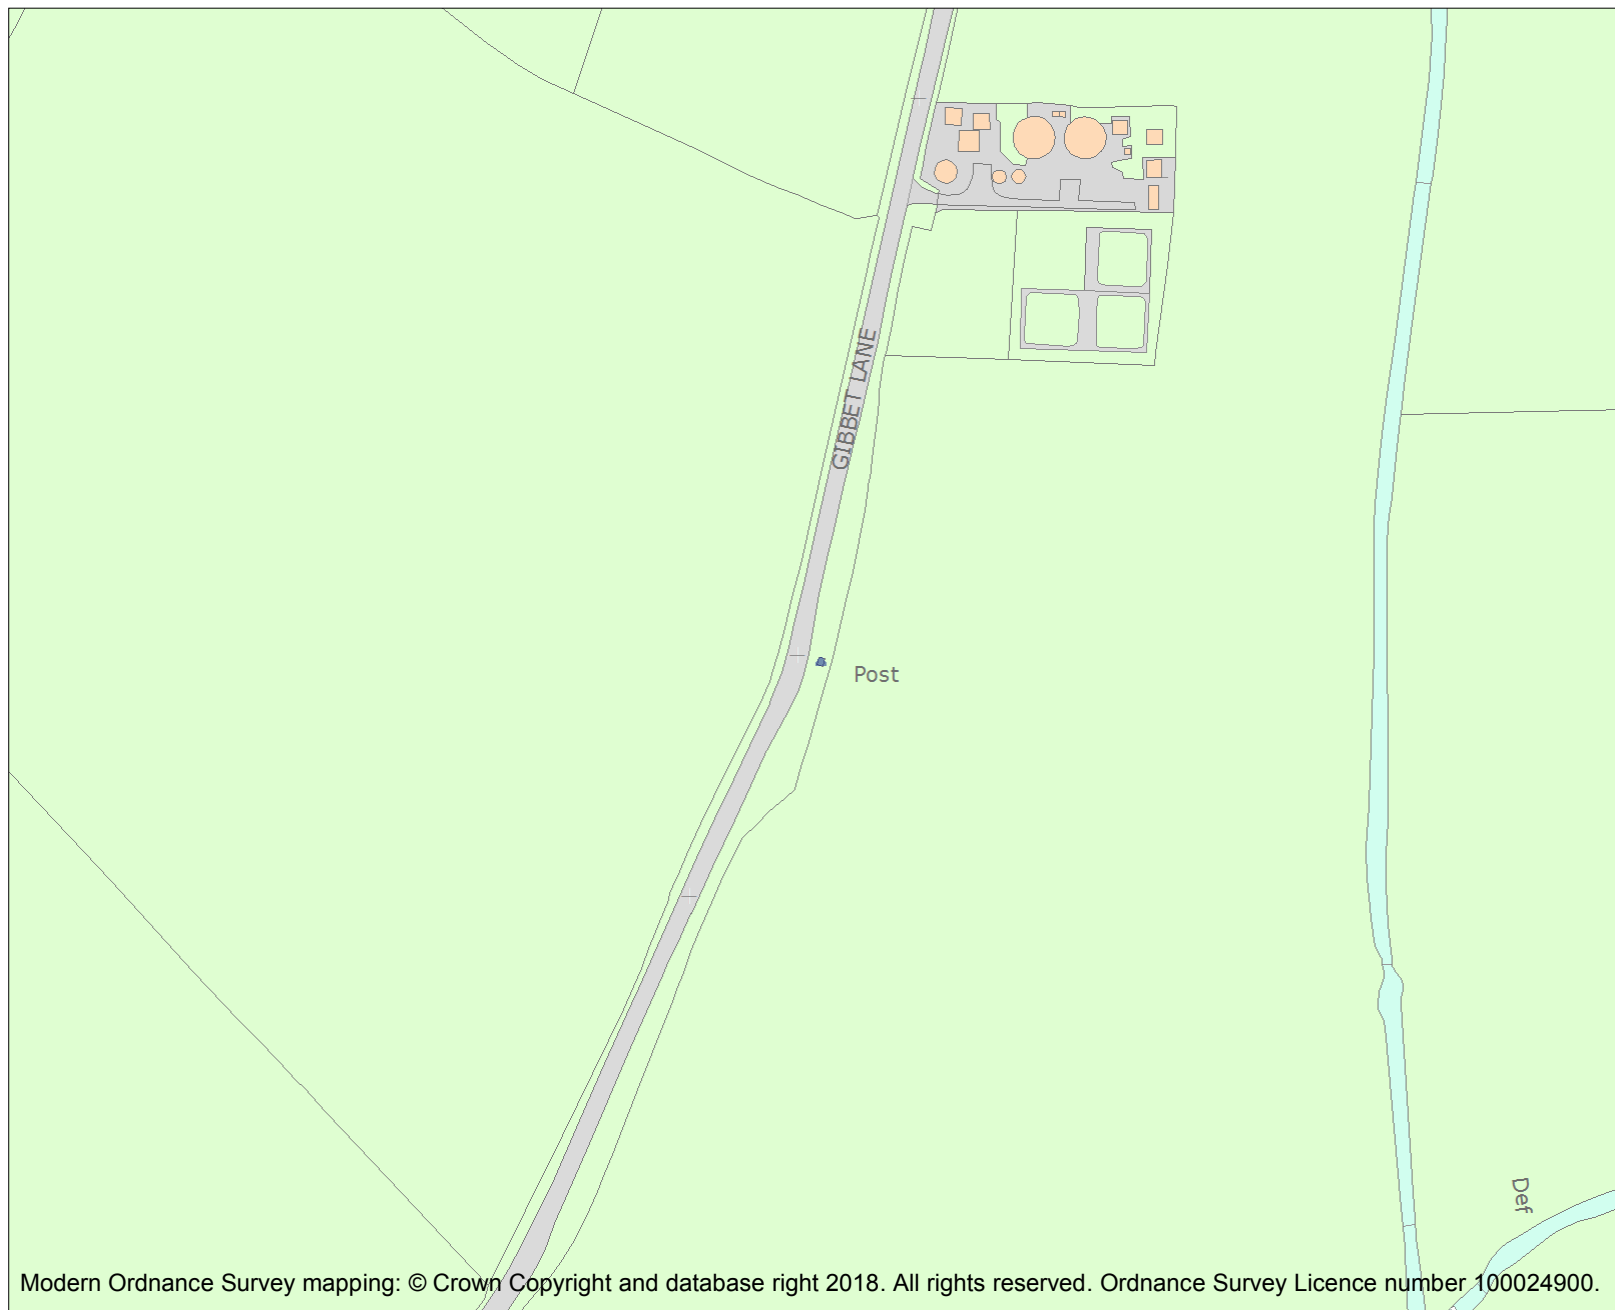 GIBBET LANE
Post
Def
Modern Ordnance Survey mapping: © Crown Copyright and database right 2018. All rights reserved. Ordnance Survey Licence number 100024900.